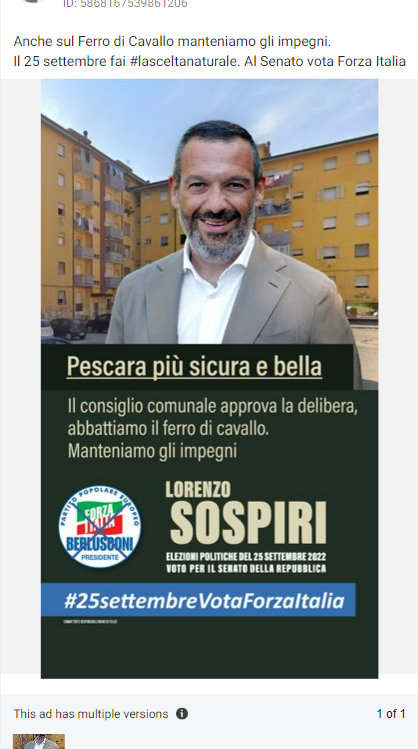 ID: 5868167539861206
Anche sul Ferro di Cavallo manteniamo gli impegni.
Il 25 settembre fai #lasceltanaturale. Al Senato vota Forza Italia
Pescara più sicura e bella
Il consiglio comunale approva la delibera,
abbattiamo il ferro di cavallo.
Manteniamo gli impegni
PARTITO POPOLARE EUROPEO
FORZA
ITALIA
BERLUSCONI
PRESIDENTE
LORENZO
SOSPIRI
ELEZIONI POLITICHE DEL 25 SETTEMBRE 2022
VOTO PER IL SENATO DELLA REPUBBLICA
#25settembreVotaForzaItalia
This ad has multiple versions
1 of 1